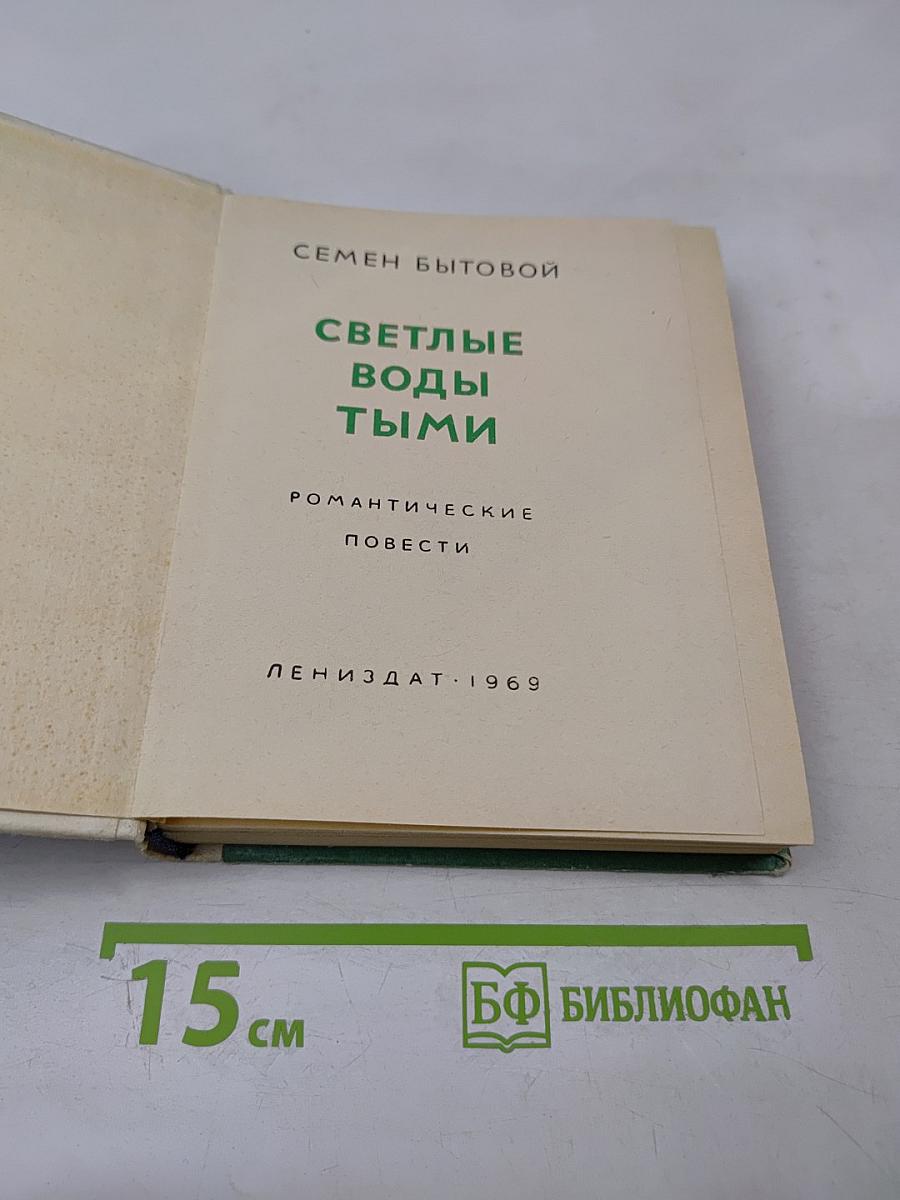 СЕМЕН БЫТОВОЙ
СВЕТЛЫЕ
ВОДЫ
ТЫМИ
РОМАНТИЧЕСКИЕ
ПОВЕСТИ
ЛЕНИЗДАТ · 1969
15 см
БФ БИБЛИОФАН